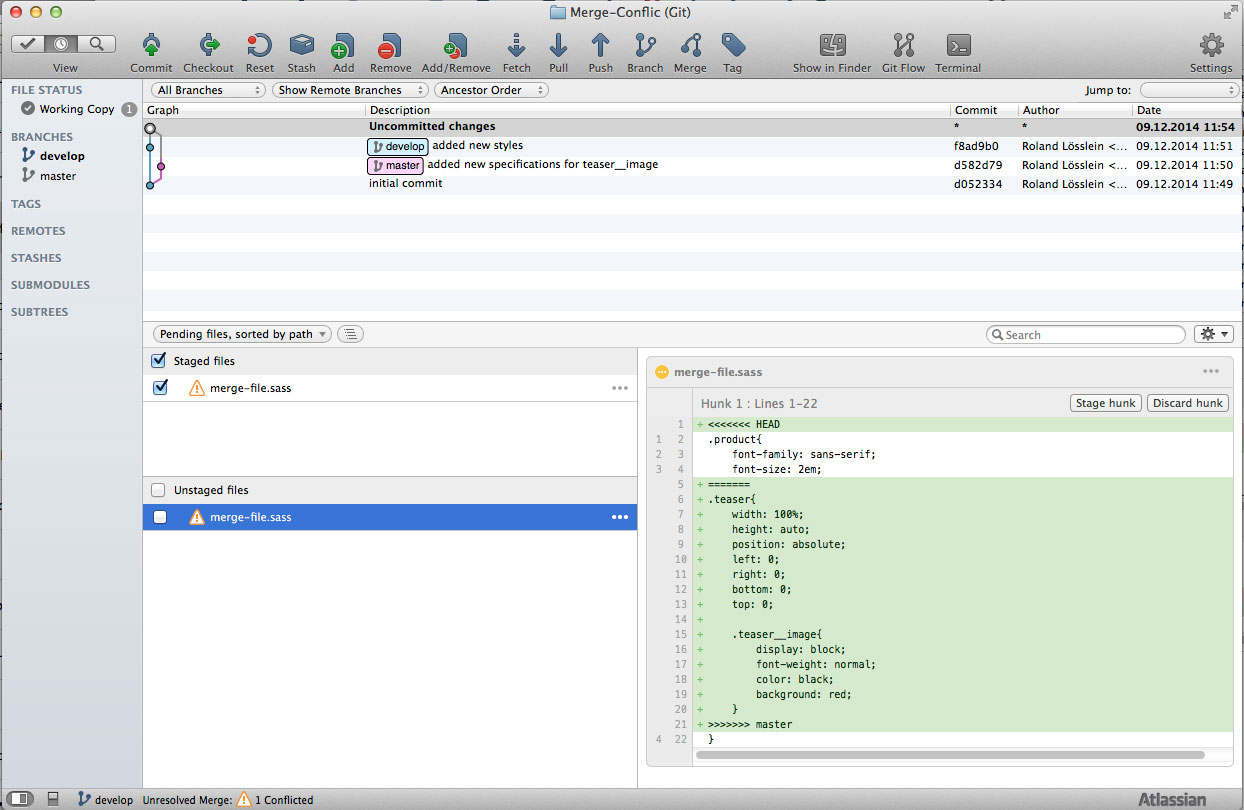 Merge-Conflic (Git)
View Commit Checkout Reset Stash Add Remove Add/Remove Fetch Pull Push Branch Merge Tag Show in Finder Git Flow Terminal Settings
FILE STATUS
Working Copy 1
BRANCHES
develop
master
TAGS
REMOTES
STASHES
SUBMODULES
SUBTREES
All Branches Show Remote Branches Ancestor Order Jump to:
Graph Description Commit Author Date
Uncommitted changes * * 09.12.2014 11:54
develop added new styles f8ad9b0 Roland Lösslein <... 09.12.2014 11:51
master added new specifications for teaser__image d582d79 Roland Lösslein <... 09.12.2014 11:50
initial commit d052334 Roland Lösslein <... 09.12.2014 11:49
Pending files, sorted by path Search
Staged files
merge-file.sass
Unstaged files
merge-file.sass
merge-file.sass
Hunk 1 : Lines 1-22 Stage hunk Discard hunk
1 + <<<<<<< HEAD
1 2 .product{
2 3 font-family: sans-serif;
3 4 font-size: 2em;
5 + =======
6 + .teaser{
7 + width: 100%;
8 + height: auto;
9 + position: absolute;
10 + left: 0;
11 + right: 0;
12 + bottom: 0;
13 + top: 0;
14 +
15 + .teaser__image{
16 + display: block;
17 + font-weight: normal;
18 + color: black;
19 + background: red;
20 + }
21 + >>>>>>> master
4 22 }
develop Unresolved Merge: 1 Conflicted Atlassian